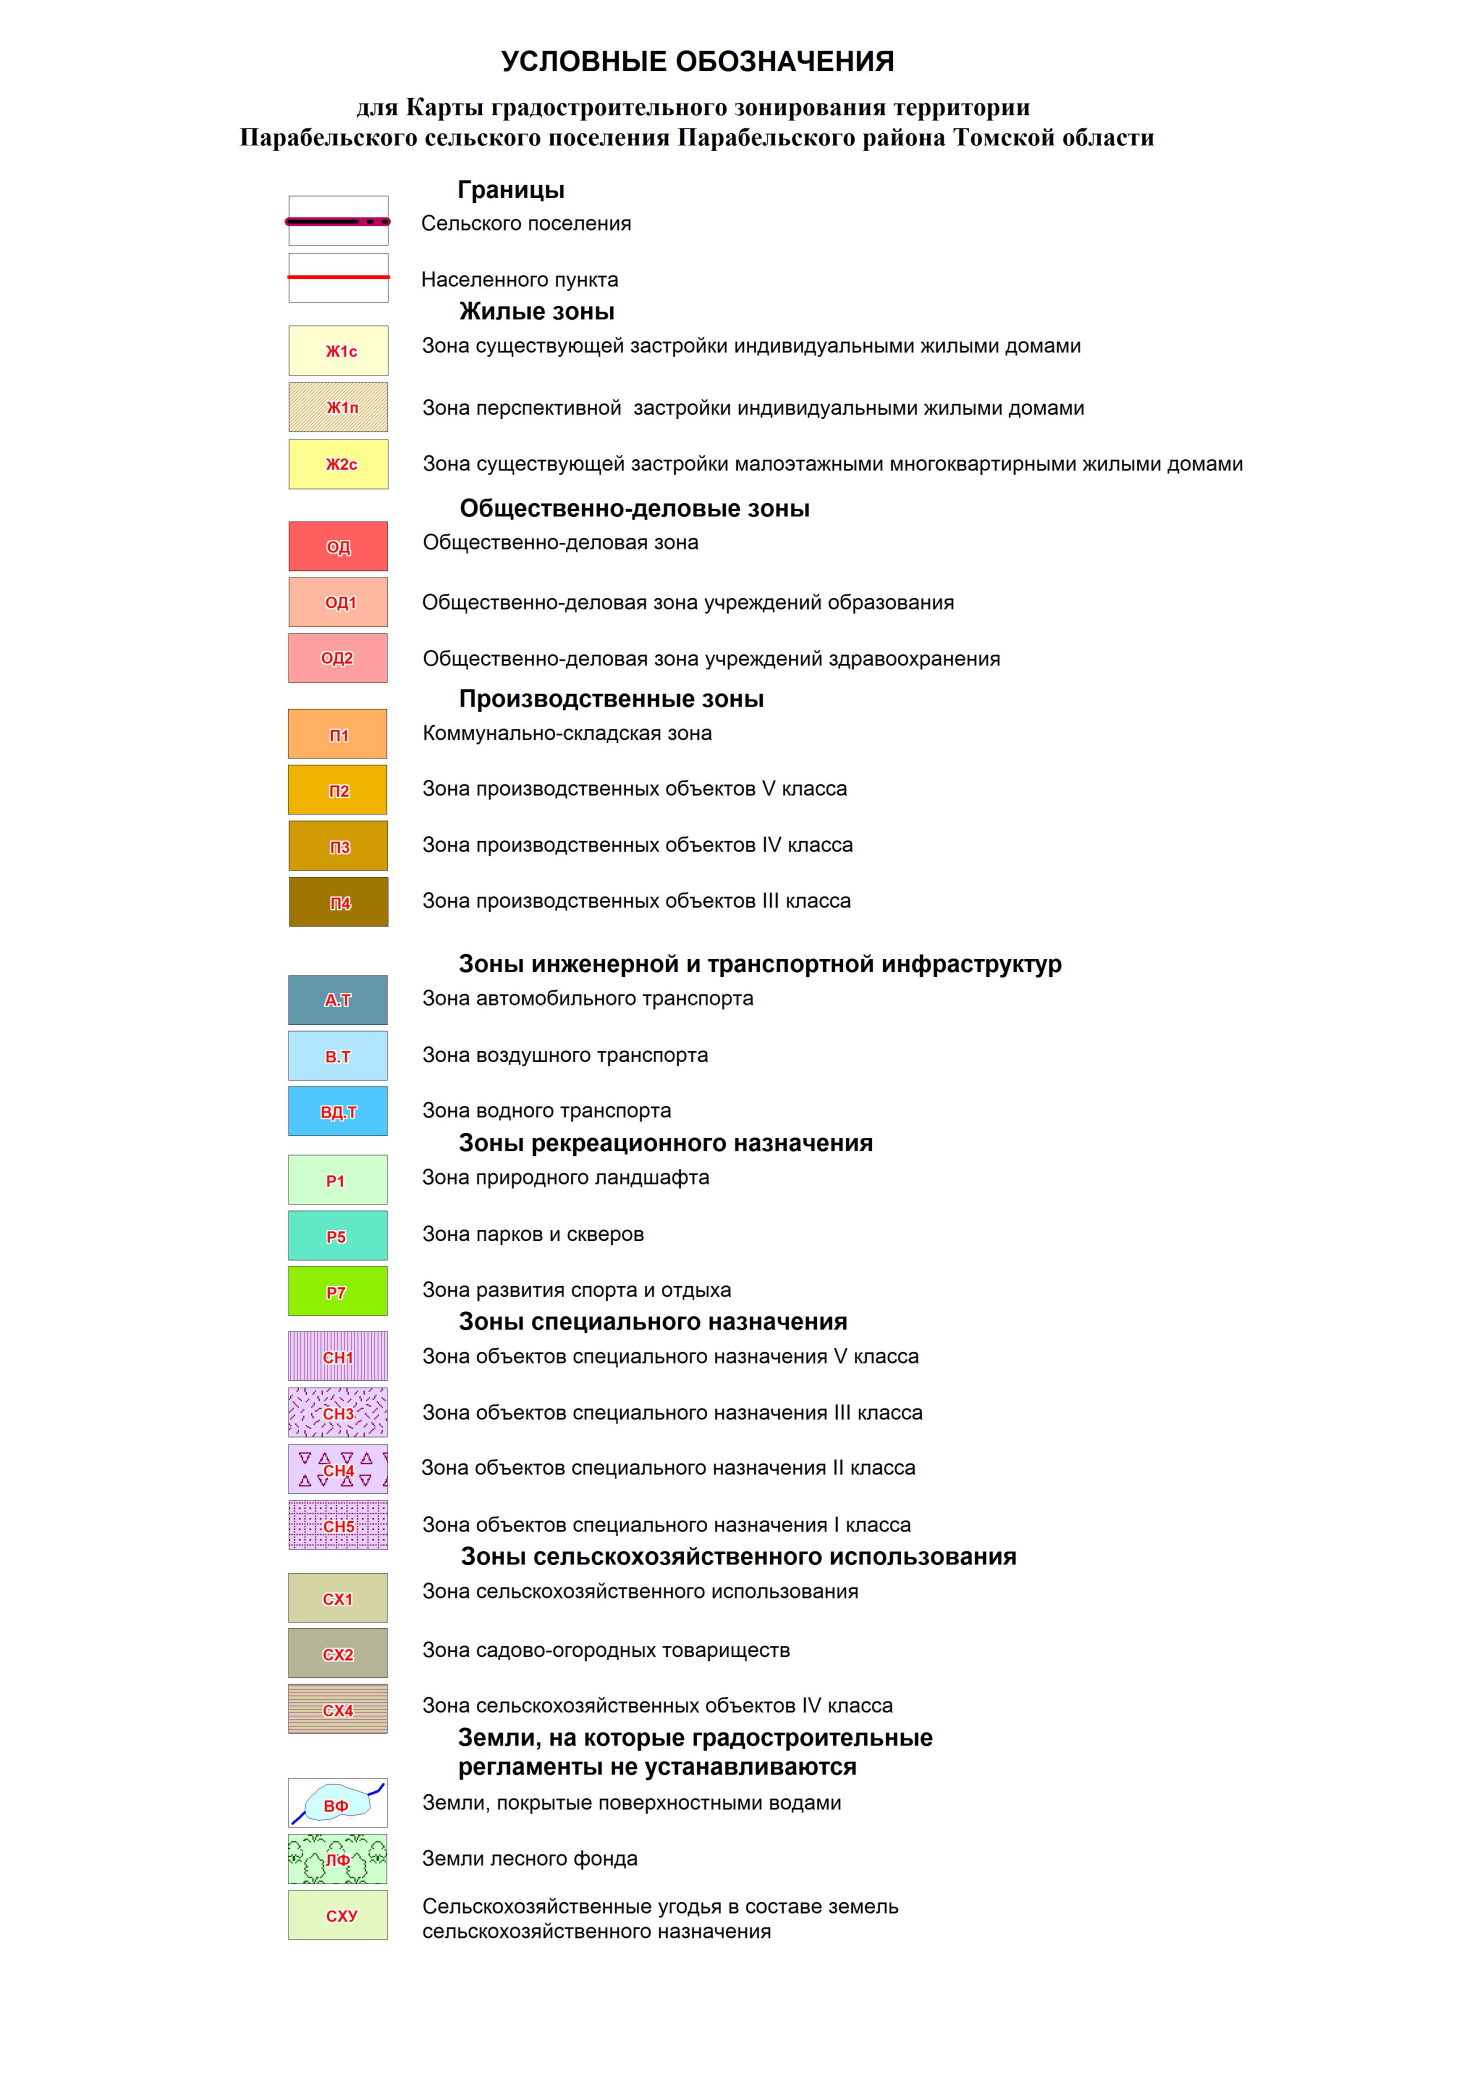 УСЛОВНЫЕ ОБОЗНАЧЕНИЯ
для Карты градостроительного зонирования территории
Парабельского сельского поселения Парабельского района Томской области
Границы
Сельского поселения
Населенного пункта
Жилые зоны
Ж1с Зона существующей застройки индивидуальными жилыми домами
Ж1п Зона перспективной застройки индивидуальными жилыми домами
Ж2с Зона существующей застройки малоэтажными многоквартирными жилыми домами
Общественно-деловые зоны
ОД Общественно-деловая зона
ОД1 Общественно-деловая зона учреждений образования
ОД2 Общественно-деловая зона учреждений здравоохранения
Производственные зоны
П1 Коммунально-складская зона
П2 Зона производственных объектов V класса
П3 Зона производственных объектов IV класса
П4 Зона производственных объектов III класса
Зоны инженерной и транспортной инфраструктур
А.Т Зона автомобильного транспорта
В.Т Зона воздушного транспорта
ВД.Т Зона водного транспорта
Зоны рекреационного назначения
Р1 Зона природного ландшафта
Р5 Зона парков и скверов
Р7 Зона развития спорта и отдыха
Зоны специального назначения
СН1 Зона объектов специального назначения V класса
СН3 Зона объектов специального назначения III класса
СН4 Зона объектов специального назначения II класса
СН5 Зона объектов специального назначения I класса
Зоны сельскохозяйственного использования
СХ1 Зона сельскохозяйственного использования
СХ2 Зона садово-огородных товариществ
СХ4 Зона сельскохозяйственных объектов IV класса
Земли, на которые градостроительные
регламенты не устанавливаются
ВФ Земли, покрытые поверхностными водами
ЛФ Земли лесного фонда
СХУ Сельскохозяйственные угодья в составе земель
сельскохозяйственного назначения